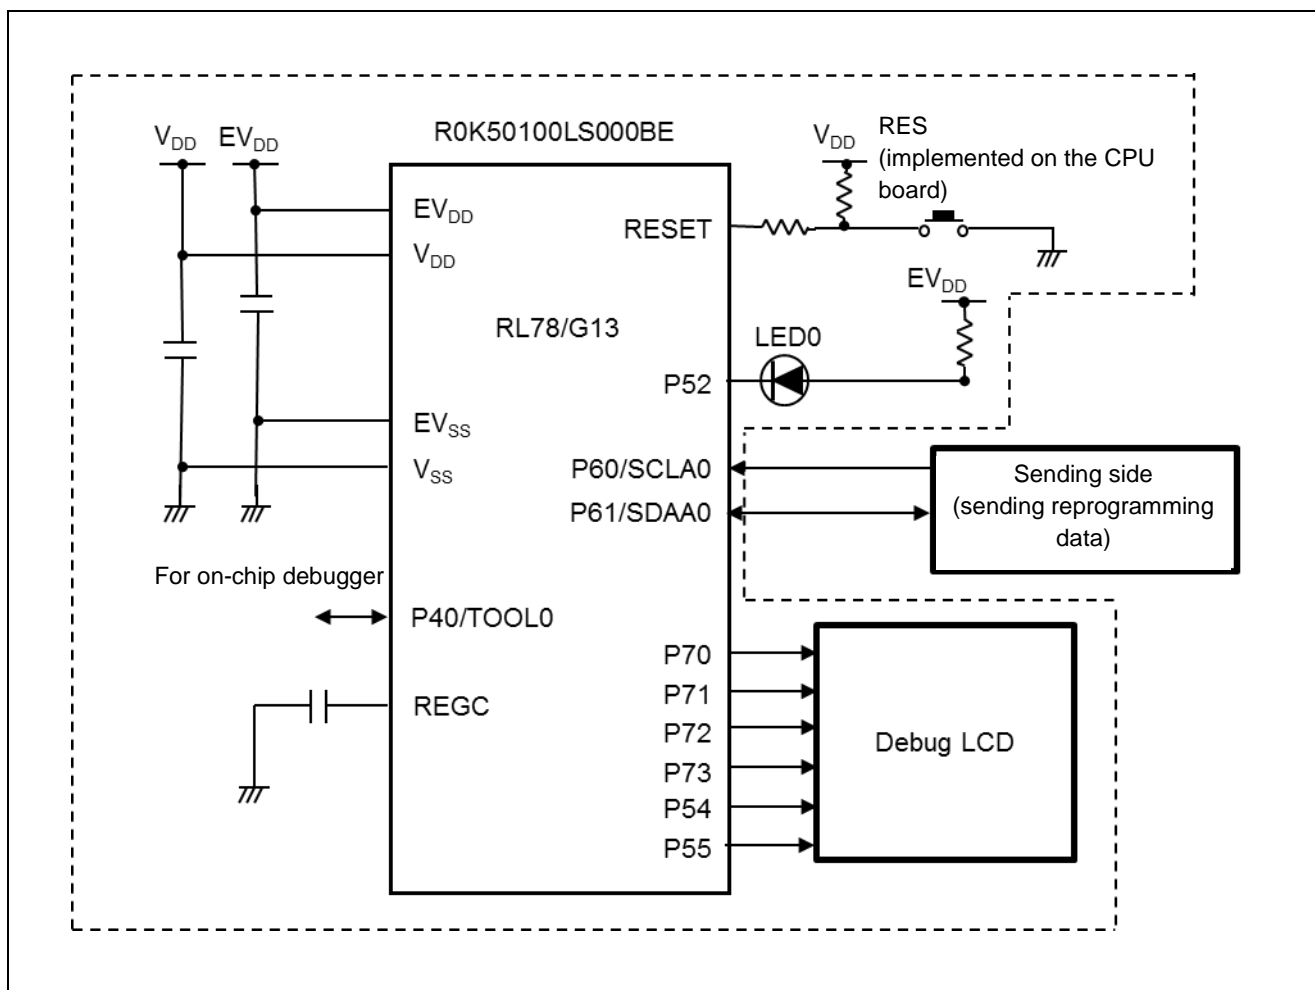 R0K50100LS000BE
V_DD EV_DD
V_DD
RES
(implemented on the CPU
board)
EV_DD
V_DD
RESET
RL78/G13
EV_DD
LED0
P52
EV_SS
V_SS
P60/SCLA0
P61/SDAA0
Sending side
(sending reprogramming
data)
For on-chip debugger
P40/TOOL0
REGC
P70
P71
P72
P73
P54
P55
Debug LCD